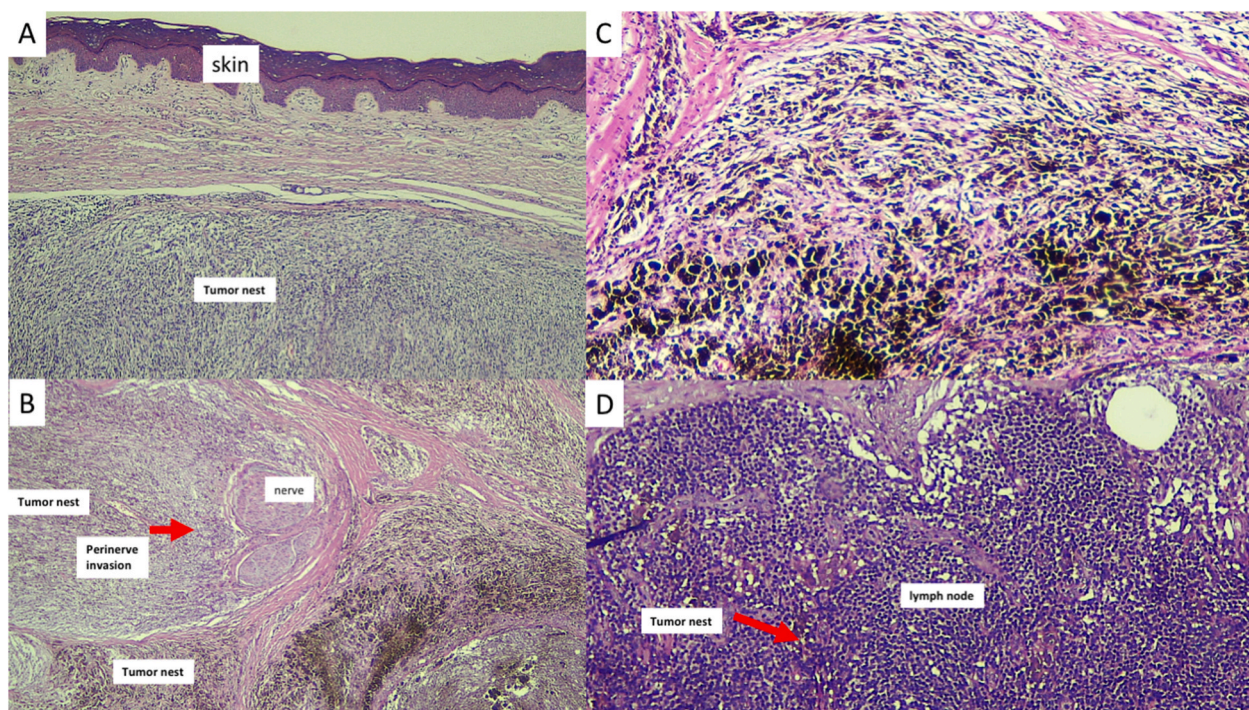 A
skin
Tumor nest
B
nerve
Tumor nest
Perinerve
invasion
Tumor nest
C
D
lymph node
Tumor nest